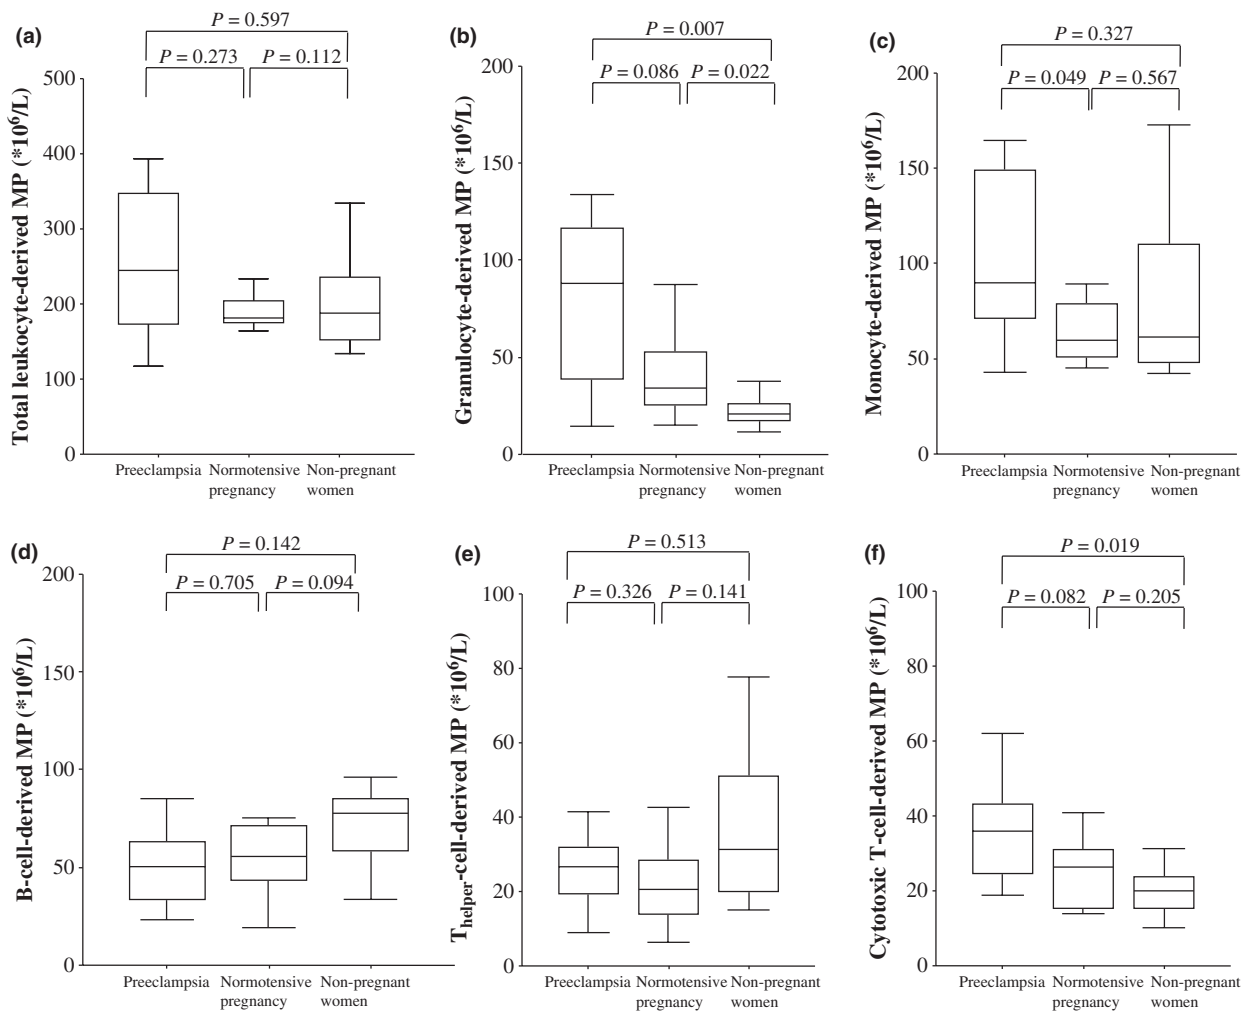 (a)
P = 0.597
P = 0.273
P = 0.112
Total leukocyte-derived MP (*10⁶/L)
500
400
300
200
100
0
Preeclampsia
Normotensive
pregnancy
Non-pregnant
women
(b)
P = 0.007
P = 0.086
P = 0.022
Granulocyte-derived MP (*10⁶/L)
200
150
100
50
0
Preeclampsia
Normotensive
pregnancy
Non-pregnant
women
(c)
P = 0.327
P = 0.049
P = 0.567
Monocyte-derived MP (*10⁶/L)
200
150
100
50
0
Preeclampsia
Normotensive
pregnancy
Non-pregnant
women
(d)
P = 0.142
P = 0.705
P = 0.094
B-cell-derived MP (*10⁶/L)
200
150
100
50
0
Preeclampsia
Normotensive
pregnancy
Non-pregnant
women
(e)
P = 0.513
P = 0.326
P = 0.141
Thelper-cell-derived MP (*10⁶/L)
100
80
60
40
20
0
Preeclampsia
Normotensive
pregnancy
Non-pregnant
women
(f)
P = 0.019
P = 0.082
P = 0.205
Cytotoxic T-cell-derived MP (*10⁶/L)
100
80
60
40
20
0
Preeclampsia
Normotensive
pregnancy
Non-pregnant
women